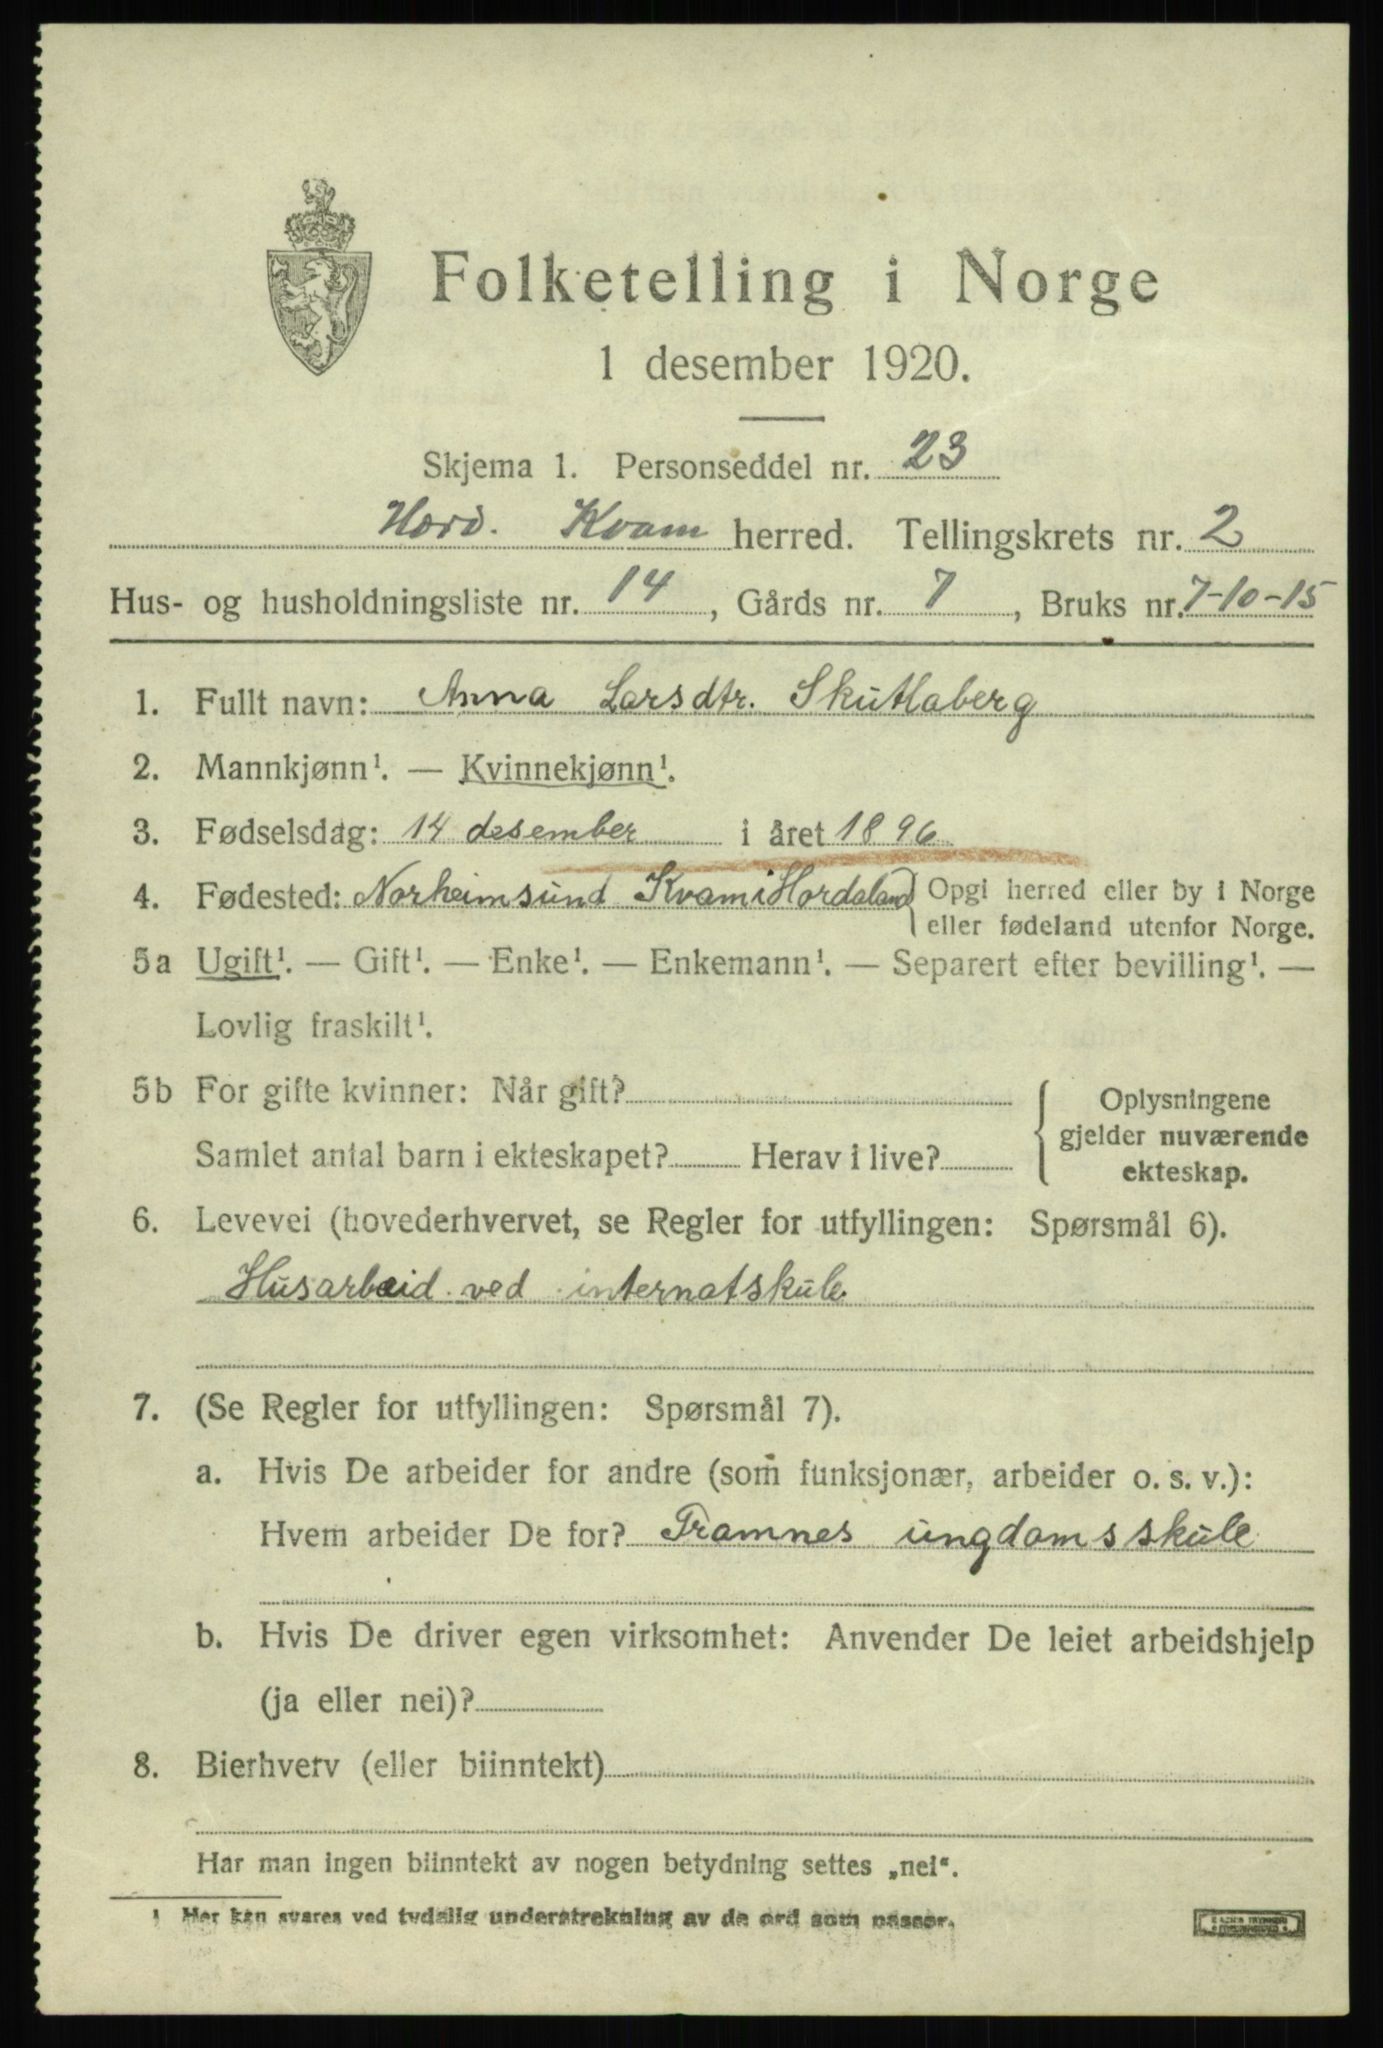 Folketelling i Norge
1 desember 1920.
Skjema 1. Personseddel nr. 23
Hord. Kvam herred. Tellingskrets nr. 2
Hus- og husholdningsliste nr. 14, Gårds nr. 7, Bruks nr. 7-10-15
1. Fullt navn: Anna Larsdtr. Skutlaberg
2. Mannkjønn¹. — Kvinnekjønn¹.
3. Fødselsdag: 14 desember i året 1896
4. Fødested: Norheimsund Kvam i Hordaland { Opgi herred eller by i Norge
eller fødeland utenfor Norge.
5a Ugift¹. — Gift¹. — Enke¹. — Enkemann¹. — Separert efter bevilling¹. —
Lovlig fraskilt¹.
5b For gifte kvinner: Når gift?
Samlet antal barn i ekteskapet? Herav i live?
Oplysningene
gjelder nuværende
ekteskap.
6. Levevei (hovederhvervet, se Regler for utfyllingen: Spørsmål 6).
Husarbeid ved internatskule
7. (Se Regler for utfyllingen: Spørsmål 7).
a. Hvis De arbeider for andre (som funksjonær, arbeider o. s. v.):
Hvem arbeider De for? Framnes ungdomsskule
b. Hvis De driver egen virksomhet: Anvender De leiet arbeidshjelp
(ja eller nei)?
8. Bierhverv (eller biinntekt)
Har man ingen biinntekt av nogen betydning settes „nei“.
¹ Her kan svares ved tydelig understrekning av de ord som passer.